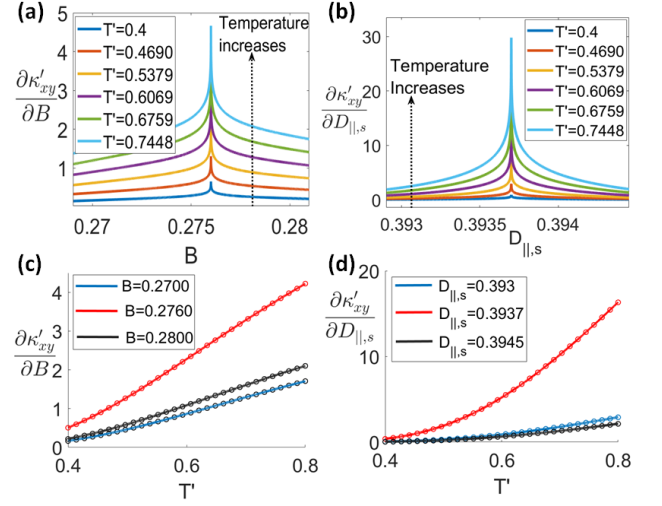 (a)
5
4
3
2
1
∂κ′xy
∂B
T'=0.4
T'=0.4690
T'=0.5379
T'=0.6069
T'=0.6759
T'=0.7448
Temperature
increases
0.27
0.275
0.28
B
(b)
30
20
10
0
∂κ′xy
∂D||,s
Temperature
Increases
T'=0.4
T'=0.4690
T'=0.5379
T'=0.6069
T'=0.6759
T'=0.7448
0.393
0.3935
0.394
D||,s
(c)
4
3
2
1
0
∂κ′xy
∂B
B=0.2700
B=0.2760
B=0.2800
0.4
0.6
0.8
T'
(d)
20
10
0
∂κ′xy
∂D||,s
D||,s=0.393
D||,s=0.3937
D||,s=0.3945
0.4
0.6
0.8
T'